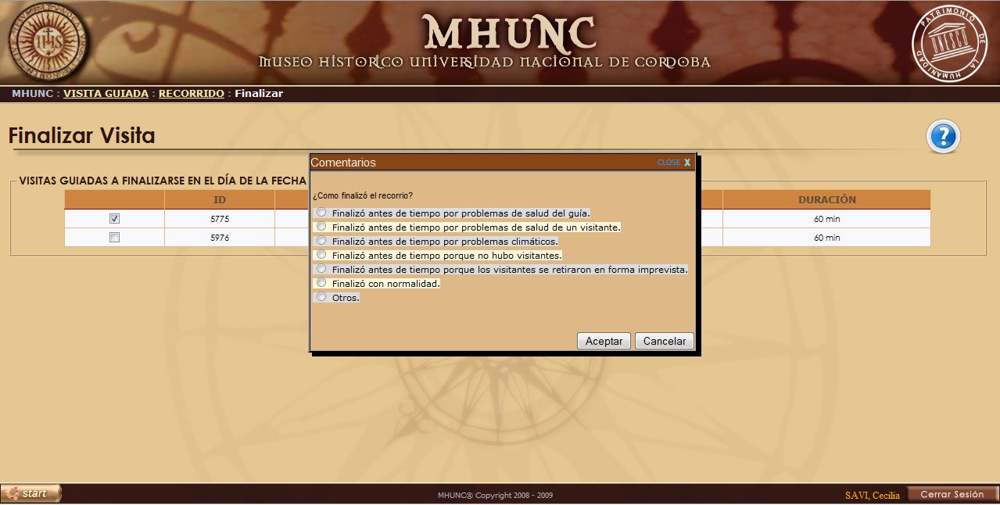 MHUNC
MUSEO HISTORICO UNIVERSIDAD NACIONAL DE CORDOBA
IHS
PATRIMONIO DE LA HUMANIDAD
UNESCO
MHUNC : VISITA GUIADA : RECORRIDO : Finalizar
Finalizar Visita
?
Comentarios
CLOSE X
VISITAS GUIADAS A FINALIZARSE EN EL DÍA DE LA FECHA
ID DURACIÓN
5775 60 min
5976 60 min
¿Como finalizó el recorrio?
Finalizó antes de tiempo por problemas de salud del guía.
Finalizó antes de tiempo por problemas de salud de un visitante.
Finalizó antes de tiempo por problemas climáticos.
Finalizó antes de tiempo porque no hubo visitantes.
Finalizó antes de tiempo porque los visitantes se retiraron en forma imprevista.
Finalizó con normalidad.
Otros.
Aceptar Cancelar
start
MHUNC® Copyright 2008 - 2009
SAVI, Cecilia
Cerrar Sesión